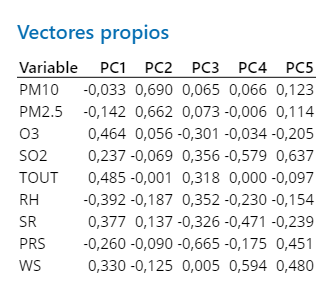 Vectores propios
Variable PC1 PC2 PC3 PC4 PC5
PM10 -0,033 0,690 0,065 0,066 0,123
PM2.5 -0,142 0,662 0,073 -0,006 0,114
O3 0,464 0,056 -0,301 -0,034 -0,205
SO2 0,237 -0,069 0,356 -0,579 0,637
TOUT 0,485 -0,001 0,318 0,000 -0,097
RH -0,392 -0,187 0,352 -0,230 -0,154
SR 0,377 0,137 -0,326 -0,471 -0,239
PRS -0,260 -0,090 -0,665 -0,175 0,451
WS 0,330 -0,125 0,005 0,594 0,480